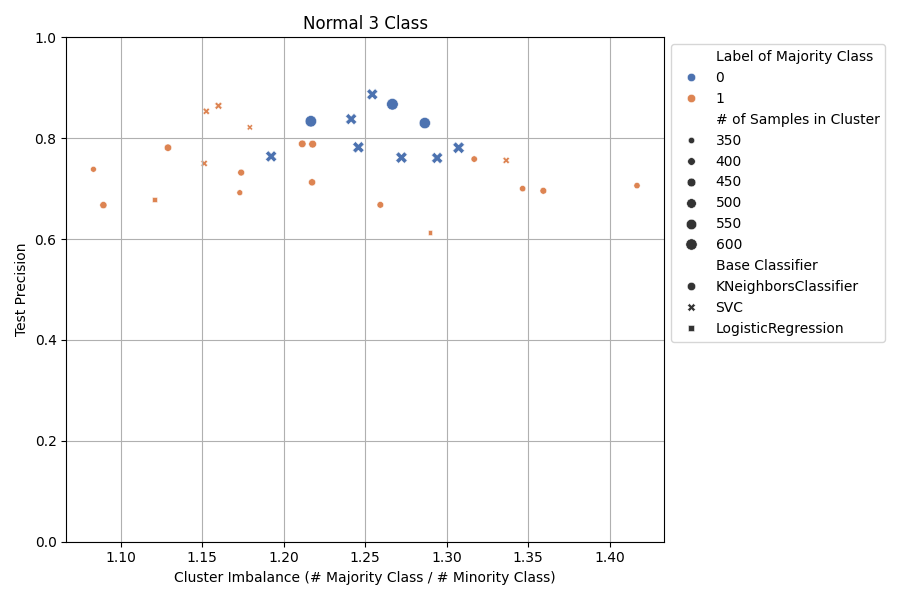 Normal 3 Class
1.0
0.8
0.6
0.4
0.2
0.0
Test Precision
1.10
1.15
1.20
1.25
1.30
1.35
1.40
Cluster Imbalance (# Majority Class / # Minority Class)
Label of Majority Class
0
1
# of Samples in Cluster
350
400
450
500
550
600
Base Classifier
KNeighborsClassifier
SVC
LogisticRegression